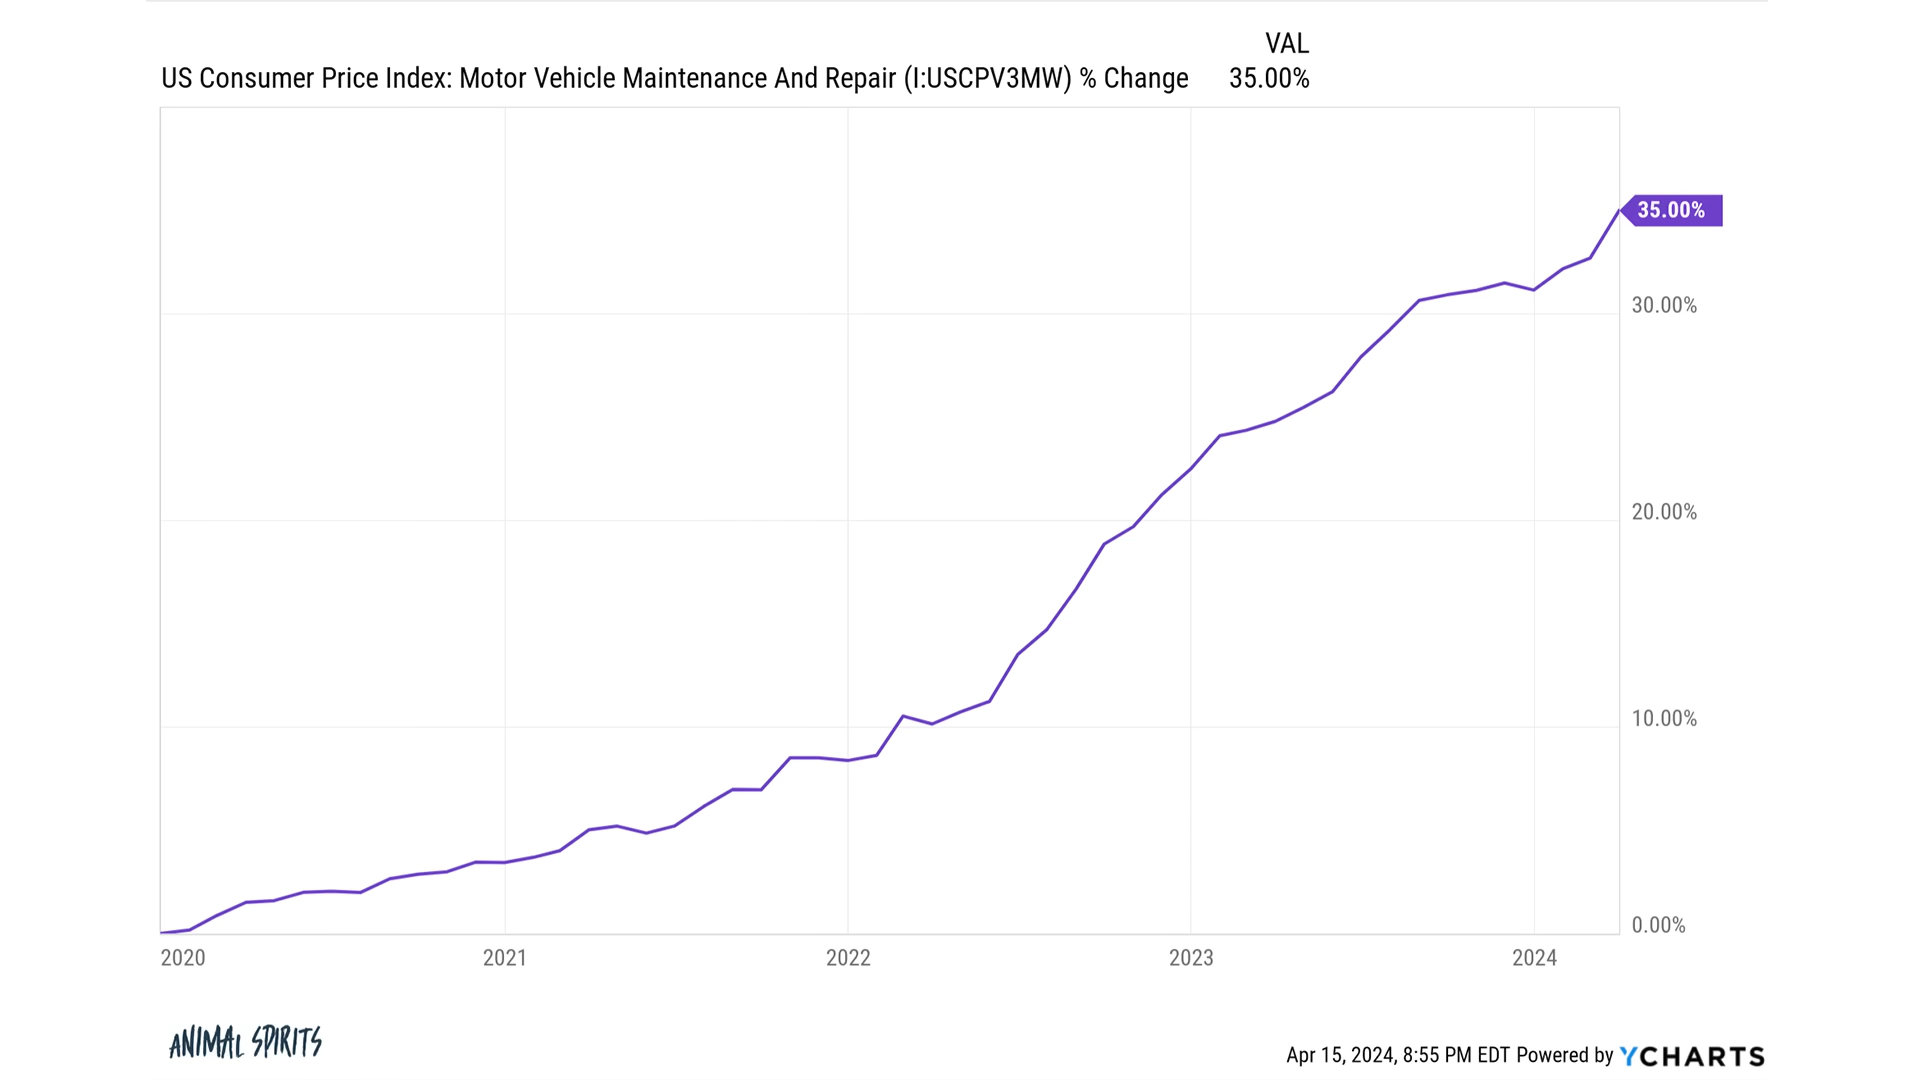 VAL
US Consumer Price Index: Motor Vehicle Maintenance And Repair (I:USCPV3MW) % Change 35.00%
35.00%
30.00%
20.00%
10.00%
0.00%
2020 2021 2022 2023 2024
ANIMAL SPIRITS
Apr 15, 2024, 8:55 PM EDT Powered by YCHARTS